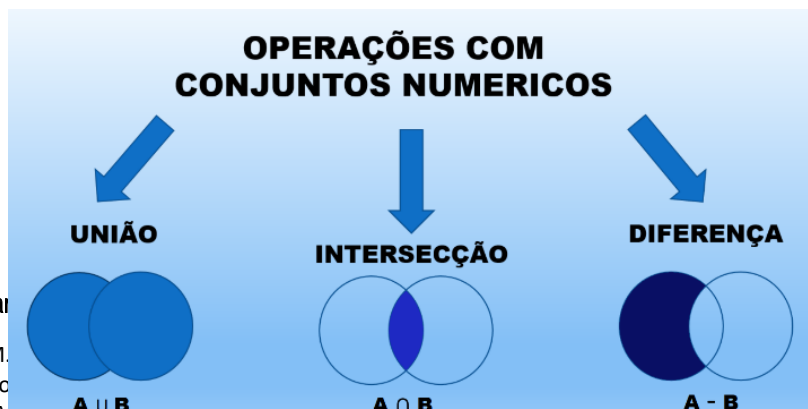 OPERAÇÕES COM
CONJUNTOS NUMERICOS
UNIÃO
INTERSECÇÃO
DIFERENÇA
A ∪ B
A ∩ B
A - B